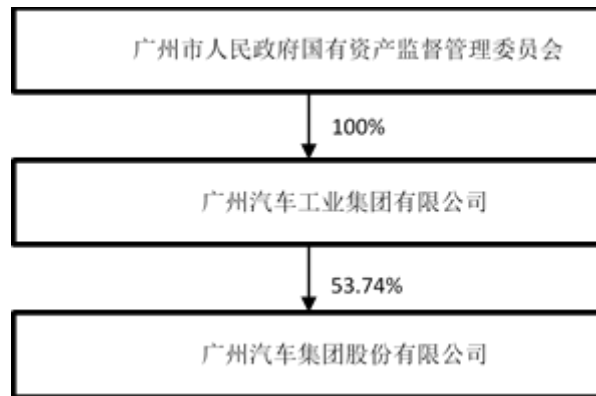 广州市人民政府国有资产监督管理委员会
100%
广州汽车工业集团有限公司
53.74%
广州汽车集团股份有限公司